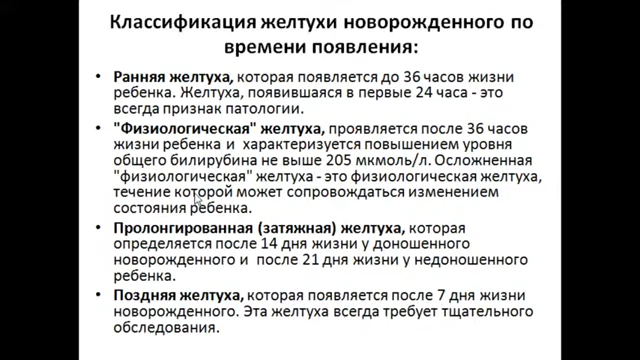 Классификация желтухи новорожденного по
времени появления:
• Ранняя желтуха, которая появляется до 36 часов жизни
ребенка. Желтуха, появившаяся в первые 24 часа - это
всегда признак патологии.
• "Физиологическая" желтуха, проявляется после 36 часов
жизни ребенка и характеризуется повышением уровня
общего билирубина не выше 205 мкмоль/л. Осложненная
"физиологическая" желтуха - это физиологическая желтуха,
течение которой может сопровождаться изменением
состояния ребенка.
• Пролонгированная (затяжная) желтуха, которая
определяется после 14 дня жизни у доношенного
новорожденного и после 21 дня жизни у недоношенного
ребенка.
• Поздняя желтуха, которая появляется после 7 дня жизни
новорожденного. Эта желтуха всегда требует тщательного
обследования.